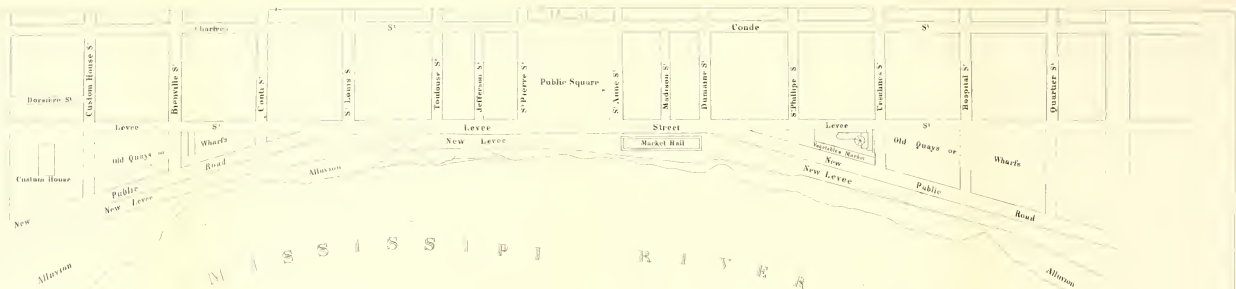 Chartres
St
Conde
St
Custom House St
Bienville St
Conti St
St Louis St
Toulouse St
Jefferson St
St Pierre St
Public Square
St Anne St
Madison St
Dumaine St
St Philippe St
Ursulines St
Hospital St
Quartier St
Dorsiere St
Levee
St
Levee
Street
Levee
St
Wharfs
New Levee
Market Hall
Vegetables Market
Old Quays or
Wharfs
Old Quays or
Road
Custom House
Alluvion
New
Public
New Levee
Public
New Levee
Road
New
Alluvion
MISSISSIPI RIVER
Alluvion